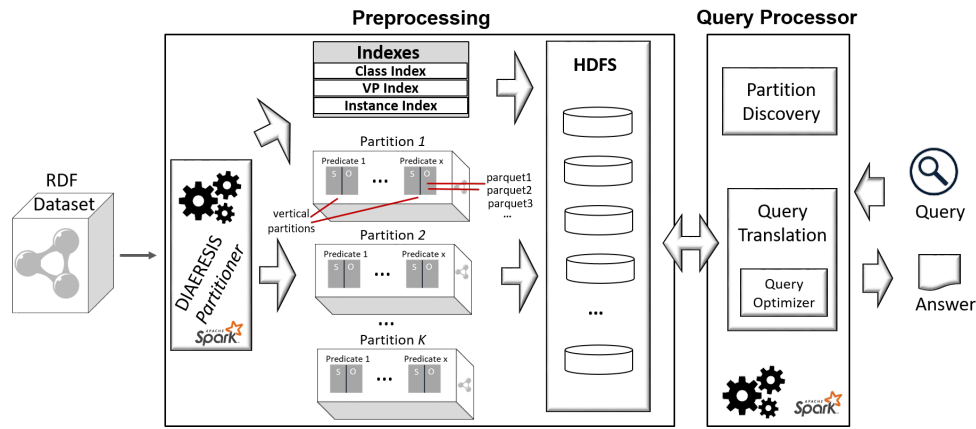 Preprocessing
Query Processor
RDF
Dataset
DIAERESIS
Partitioner
APACHE
Spark
Indexes
Class Index
VP Index
Instance Index
Partition 1
Predicate 1
Predicate x
S O
S O
...
parquet1
parquet2
parquet3
...
vertical
partitions
Partition 2
Predicate 1
Predicate x
S O
S O
...
...
Partition K
Predicate 1
Predicate x
S O
S O
...
HDFS
...
Partition
Discovery
Query
Translation
Query
Optimizer
APACHE
Spark
Query
Answer